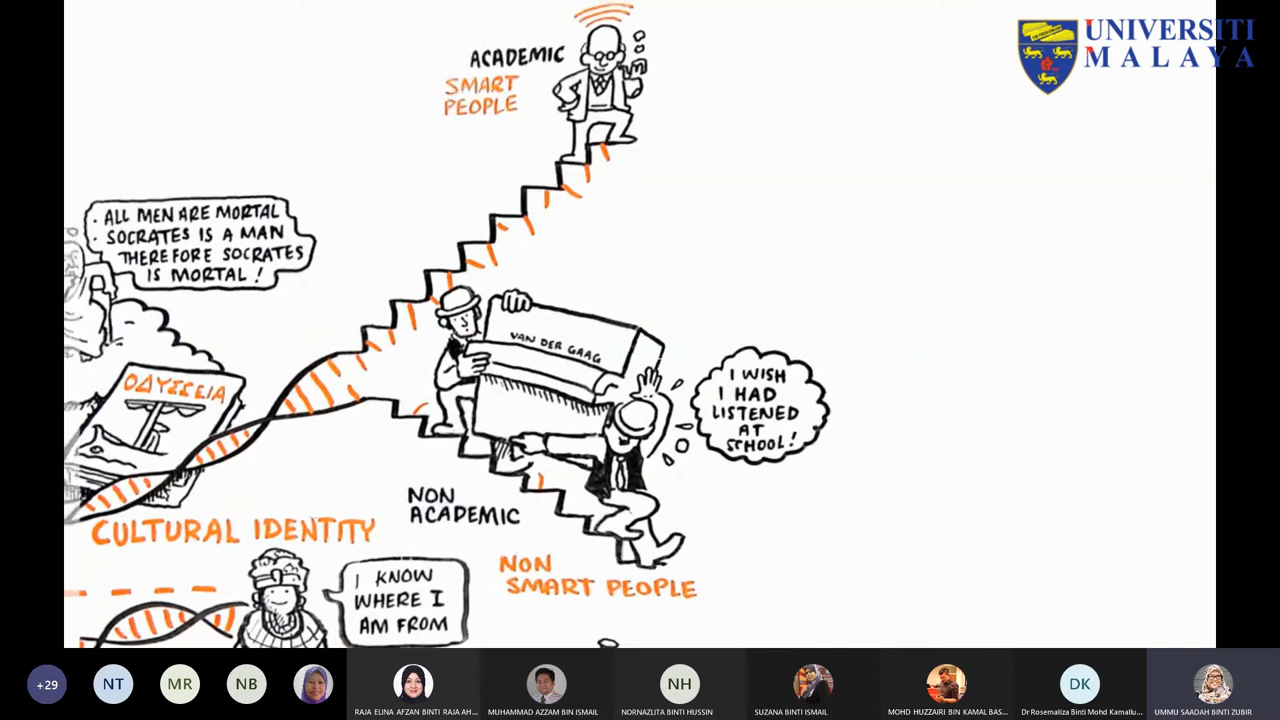 UNIVERSITI
MALAYA
ACADEMIC
SMART
PEOPLE
. ALL MEN ARE MORTAL
. SOCRATES IS A MAN
THEREFORE SOCRATES
IS MORTAL !
VAN DER GAAG
I WISH
I HAD
LISTENED
AT
SCHOOL!
ΟΔΥΣΣΕΙΑ
NON
ACADEMIC
CULTURAL IDENTITY
NON
SMART PEOPLE
I KNOW
WHERE I
AM FROM
+29
NT
MR
NB
NH
DK
RAJA ELINA AFZAN BINTI RAJA AH...
MUHAMMAD AZZAM BIN ISMAIL
NORNAZLITA BINTI HUSSIN
SUZANA BINTI ISMAIL
MOHD HUZZAIRI BIN KAMAL BAS...
Dr Rosemaliza Binti Mohd Kamallu...
UMMU SAADAH BINTI ZUBIR